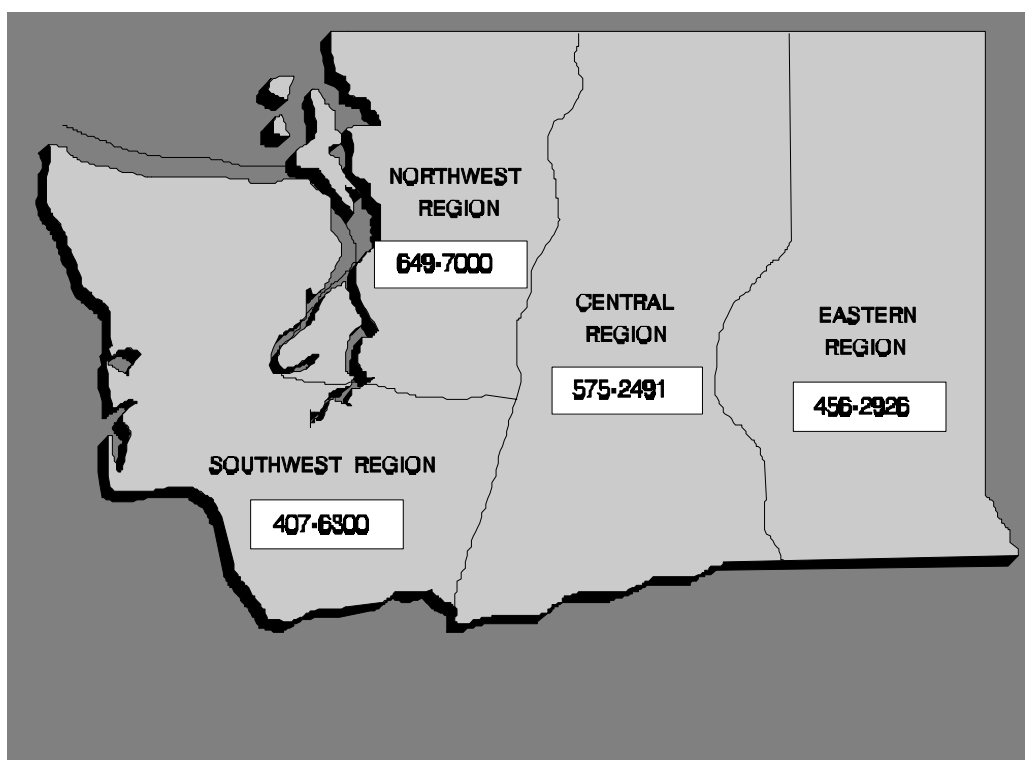 NORTHWEST
REGION
649-7000
CENTRAL
REGION
575-2491
EASTERN
REGION
456-2926
SOUTHWEST REGION
407-6300